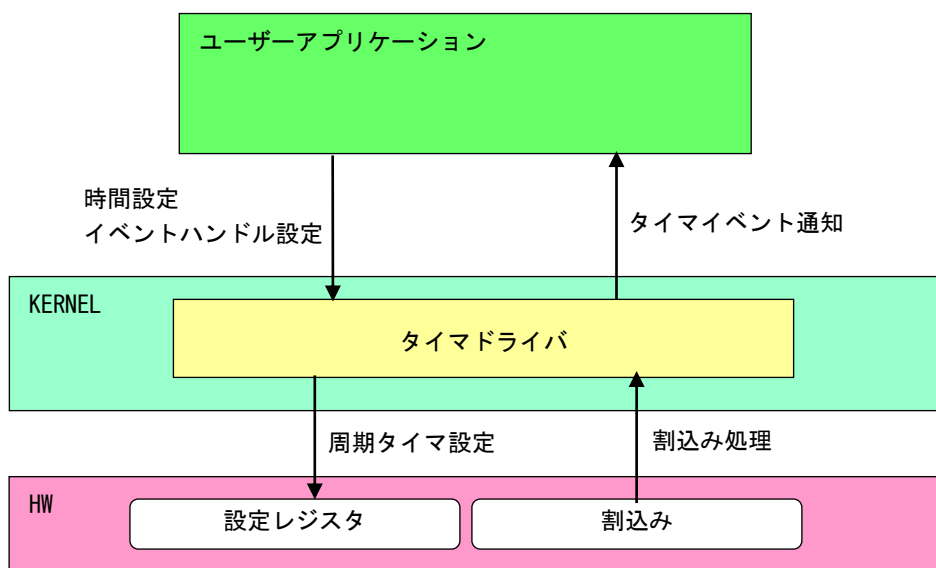 ユーザーアプリケーション
時間設定
イベントハンドル設定
タイマイベント通知
KERNEL
タイマドライバ
周期タイマ設定
割込み処理
HW
設定レジスタ
割込み